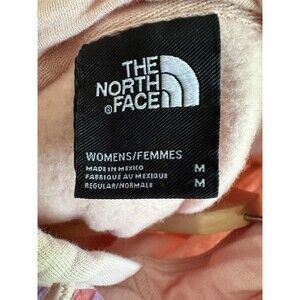 THE
NORTH
FACE
®
WOMENS/FEMMES
MADE IN MEXICO M
FABRIQUÉ AU MEXIQUE
REGULAR/NORMALE M